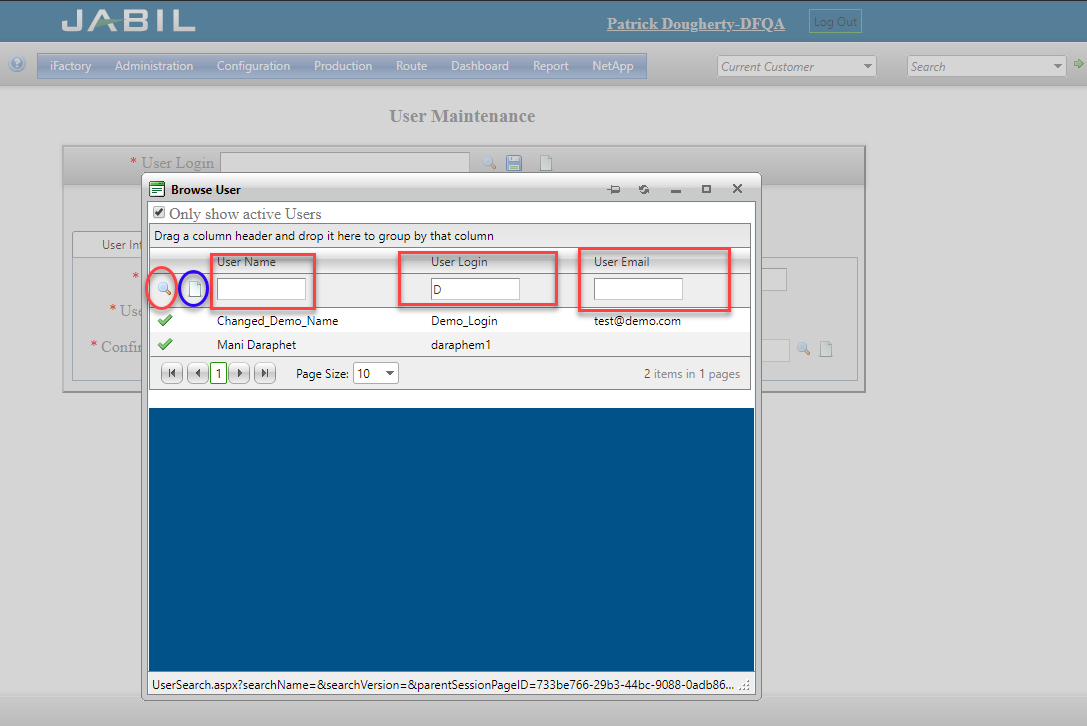 JABIL
Patrick Dougherty-DFQA
Log Out
iFactory Administration Configuration Production Route Dashboard Report NetApp
Current Customer
Search
User Maintenance
* User Login
Browse User
Only show active Users
Drag a column header and drop it here to group by that column
User Inf
User Name User Login User Email
*
D
* Use
Changed_Demo_Name Demo_Login test@demo.com
* Confir
Mani Daraphet daraphem1
1 Page Size: 10 2 items in 1 pages
UserSearch.aspx?searchName=&searchVersion=&parentSessionPageID=733be766-29b3-44bc-9088-0adb86...